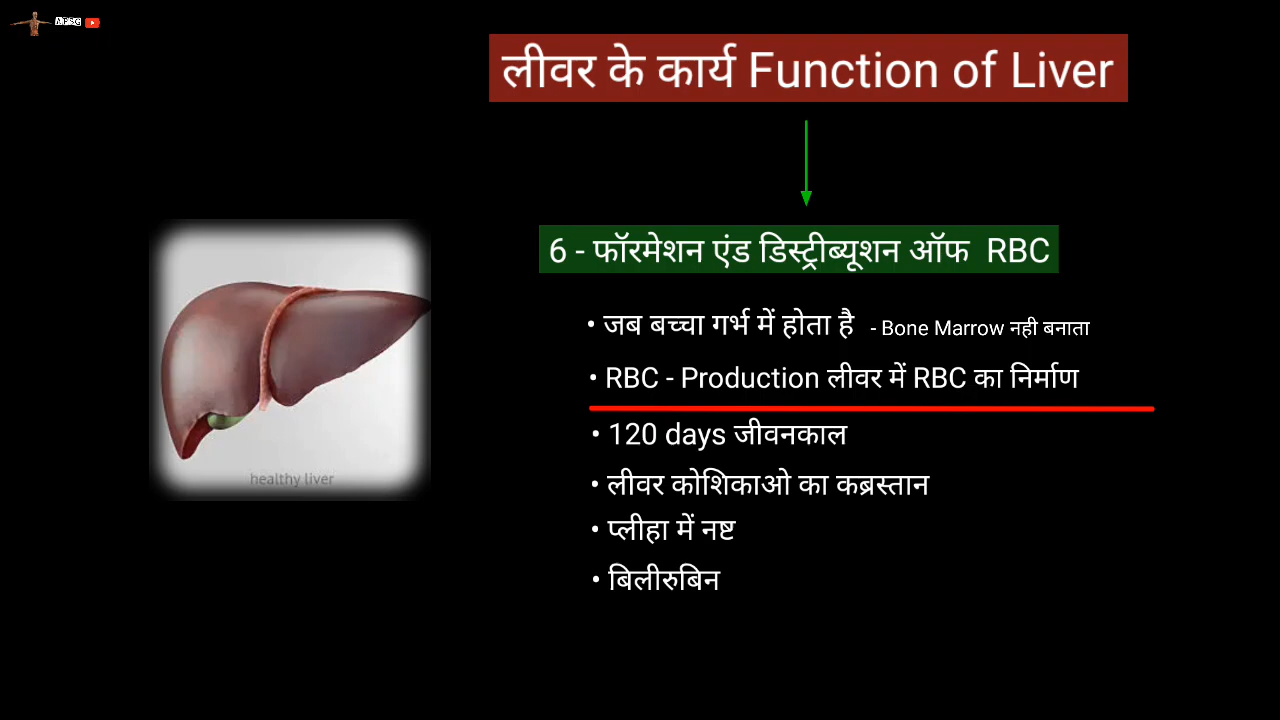 AFSC
लीवर के कार्य Function of Liver
6 - फॉरमेशन एंड डिस्ट्रीब्यूशन ऑफ RBC
• जब बच्चा गर्भ में होता है - Bone Marrow नही बनाता
• RBC - Production लीवर में RBC का निर्माण
• 120 days जीवनकाल
• लीवर कोशिकाओ का कब्रस्तान
• प्लीहा में नष्ट
• बिलीरुबिन
healthy liver